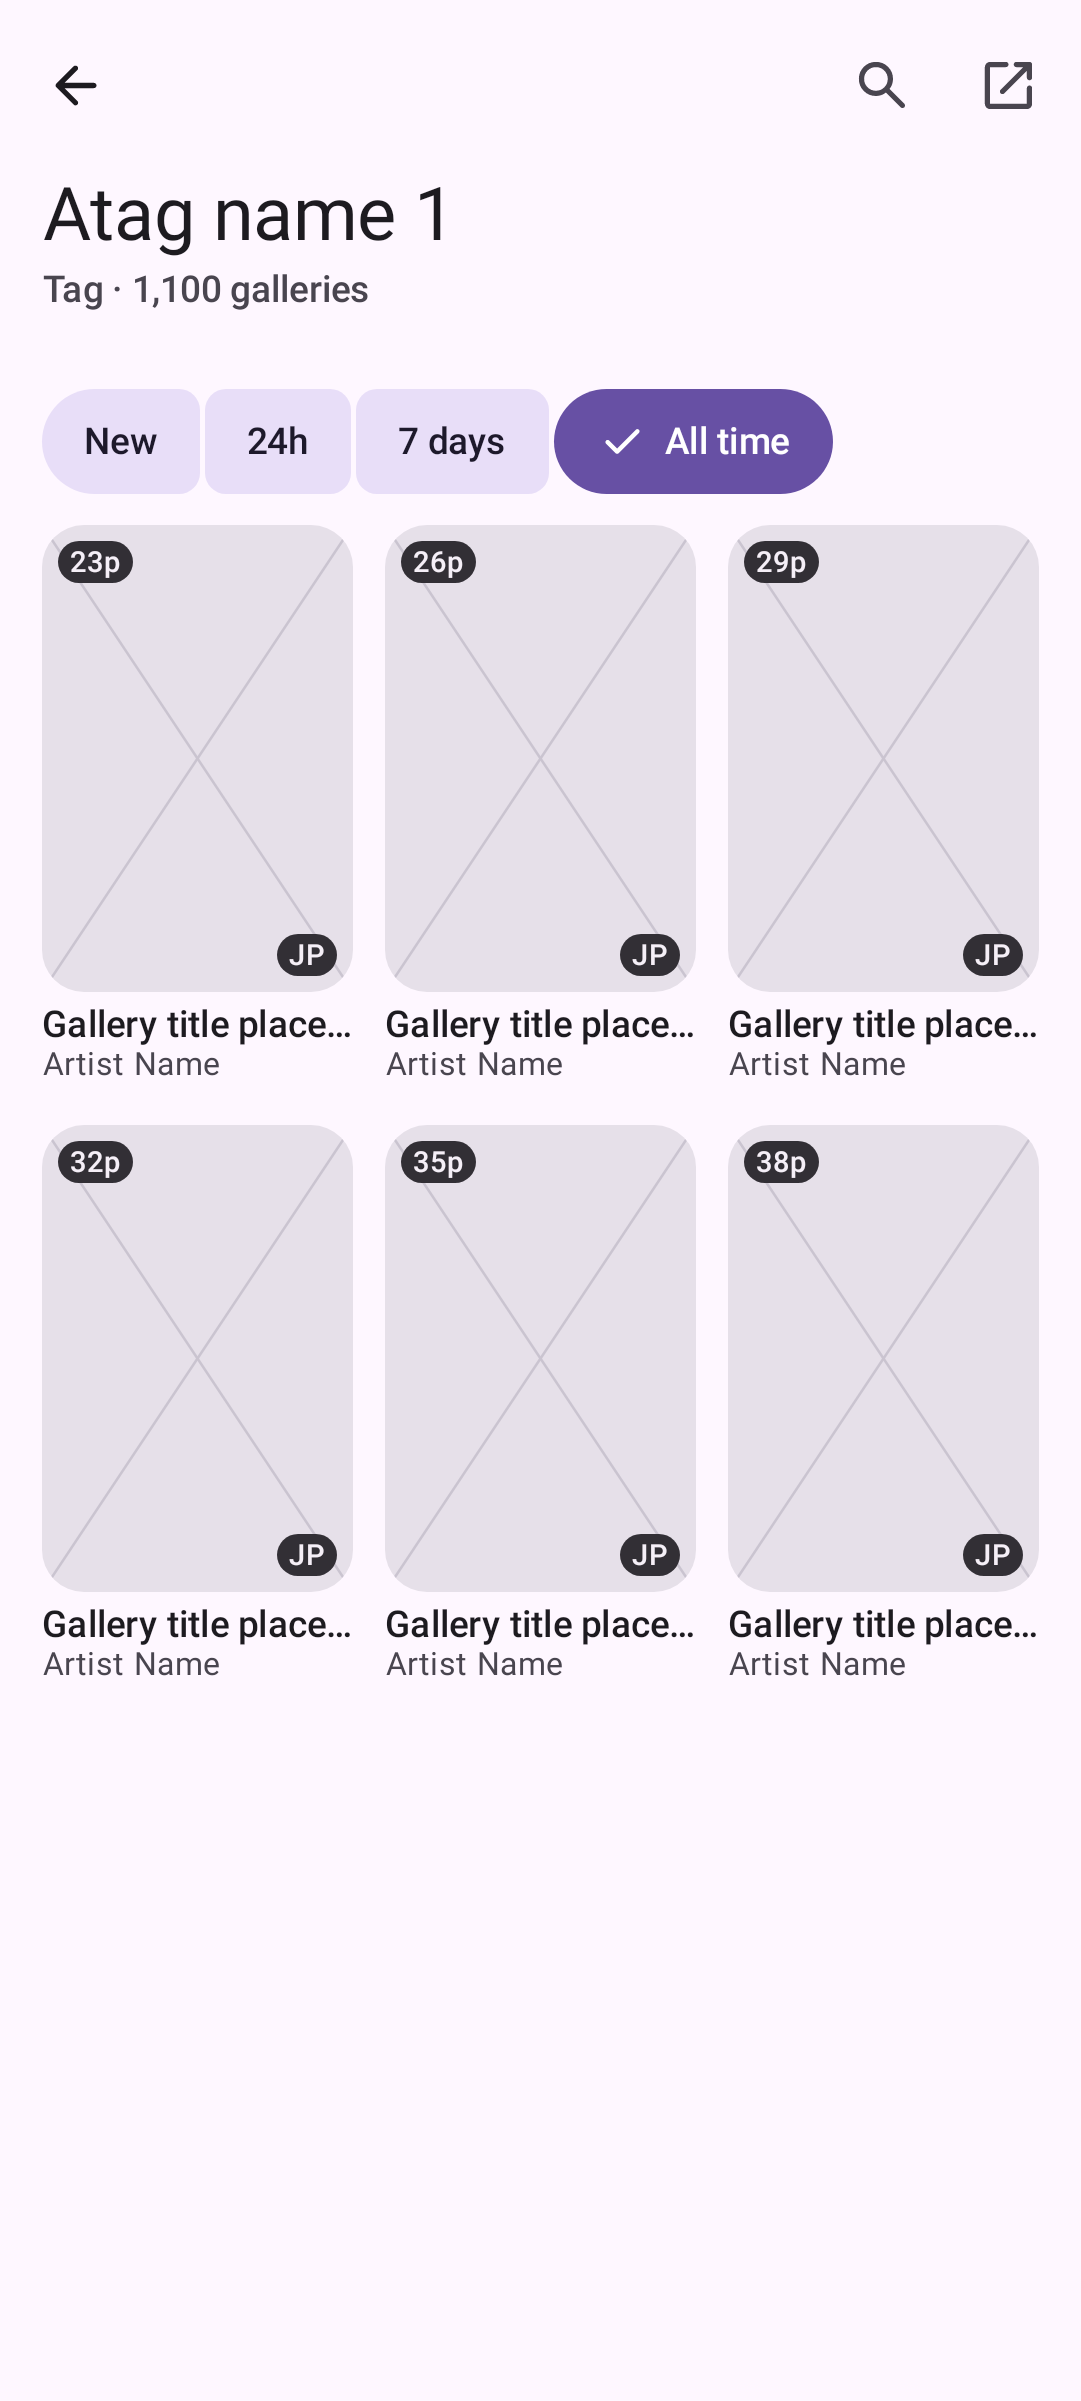 Atag name 1
Tag · 1,100 galleries
New 24h 7 days All time
23p 26p 29p
JP JP JP
Gallery title place... Gallery title place... Gallery title place...
Artist Name Artist Name Artist Name
32p 35p 38p
JP JP JP
Gallery title place... Gallery title place... Gallery title place...
Artist Name Artist Name Artist Name